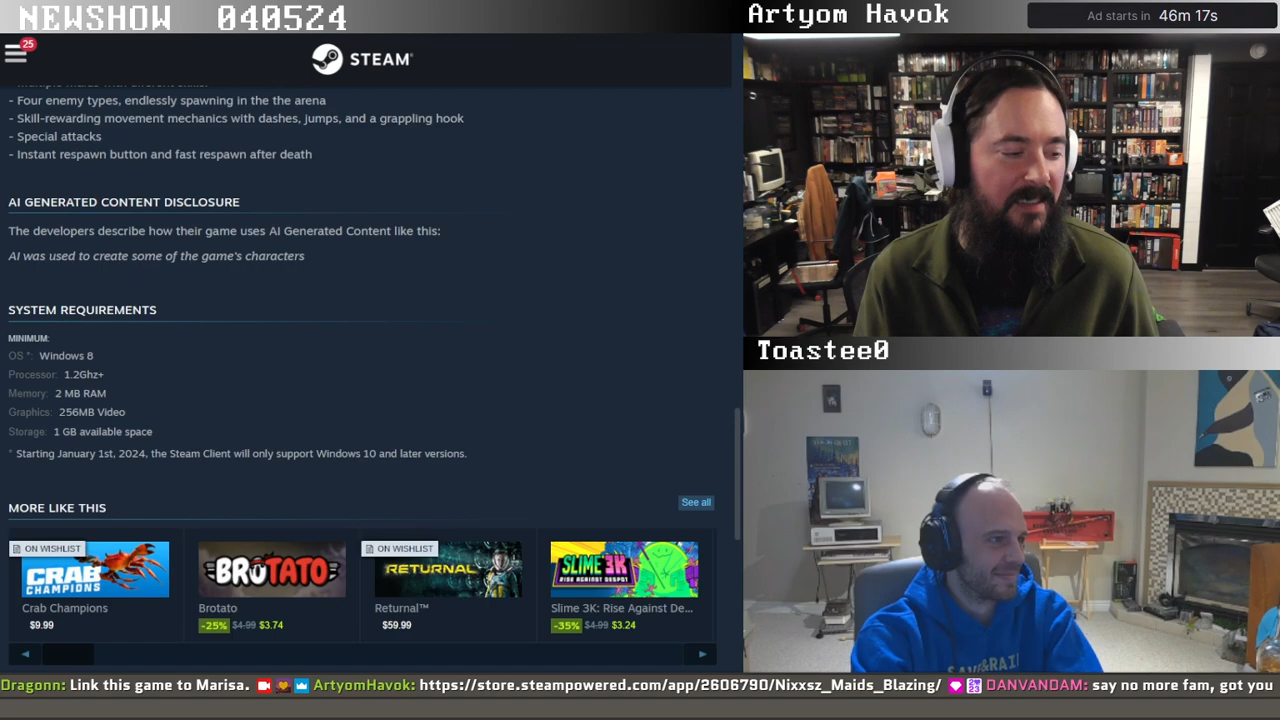 NEWSHOW 040524
Artyom Havok
Ad starts in 46m 17s
25
STEAM®
- Four enemy types, endlessly spawning in the the arena
- Skill-rewarding movement mechanics with dashes, jumps, and a grappling hook
- Special attacks
- Instant respawn button and fast respawn after death
AI GENERATED CONTENT DISCLOSURE
The developers describe how their game uses AI Generated Content like this:
AI was used to create some of the game's characters
SYSTEM REQUIREMENTS
MINIMUM:
OS *: Windows 8
Processor: 1.2Ghz+
Memory: 2 MB RAM
Graphics: 256MB Video
Storage: 1 GB available space
* Starting January 1st, 2024, the Steam Client will only support Windows 10 and later versions.
MORE LIKE THIS
See all
ON WISHLIST
CRAB CHAMPIONS
Crab Champions
$9.99
BROTATO
Brotato
-25% $4.99 $3.74
ON WISHLIST
RETURNAL
Returnal™
$59.99
SLIME 3K
RISE AGAINST DESPOT
Slime 3K: Rise Against De...
-35% $4.99 $3.24
Toastee0
Dragonn: Link this game to Marisa. ArtyomHavok: https://store.steampowered.com/app/2606790/Nixxsz_Maids_Blazing/ DANVANDAM: say no more fam, got you